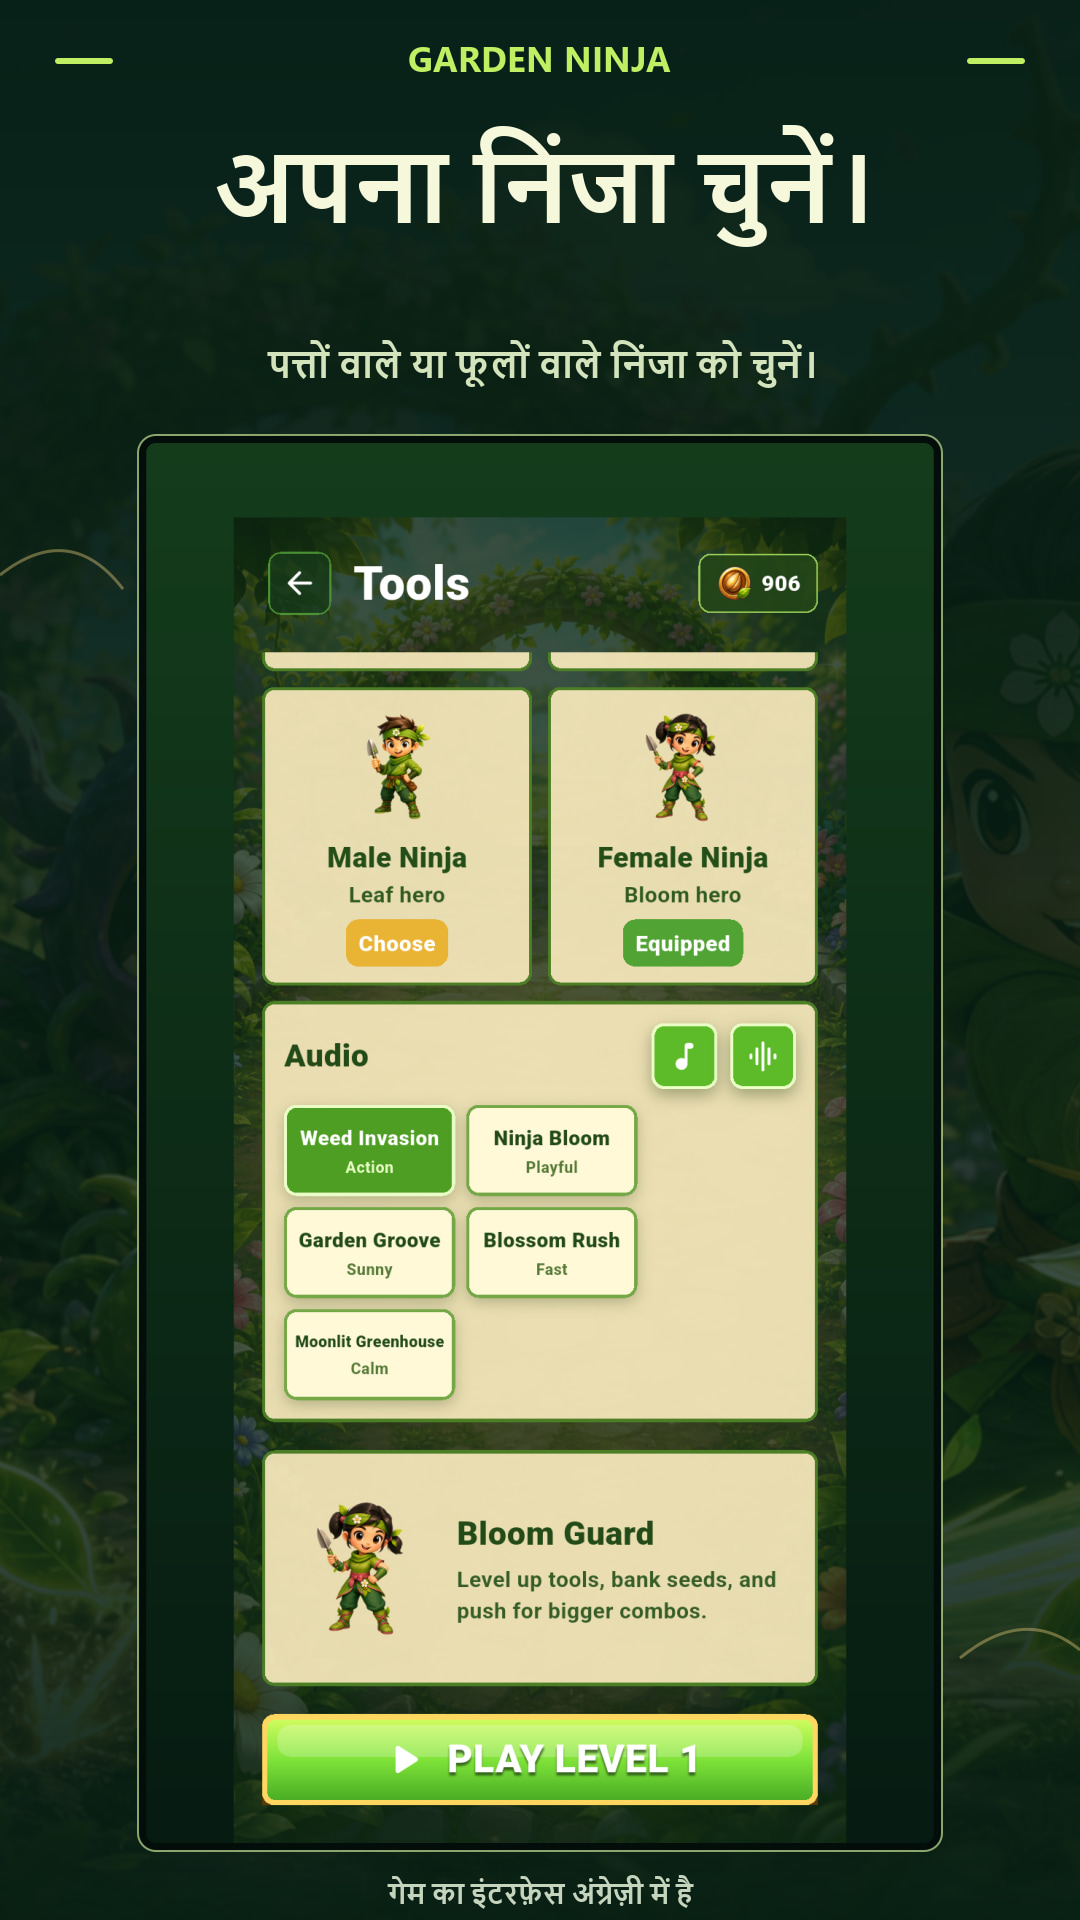 GARDEN NINJA
अपना निंजा चुनें।
पत्तों वाले या फूलों वाले निंजा को चुनें।
Tools
906
Male Ninja
Leaf hero
Choose
Female Ninja
Bloom hero
Equipped
Audio
Weed Invasion
Action
Ninja Bloom
Playful
Garden Groove
Sunny
Blossom Rush
Fast
Moonlit Greenhouse
Calm
Bloom Guard
Level up tools, bank seeds, and
push for bigger combos.
PLAY LEVEL 1
गेम का इंटरफ़ेस अंग्रेज़ी में है